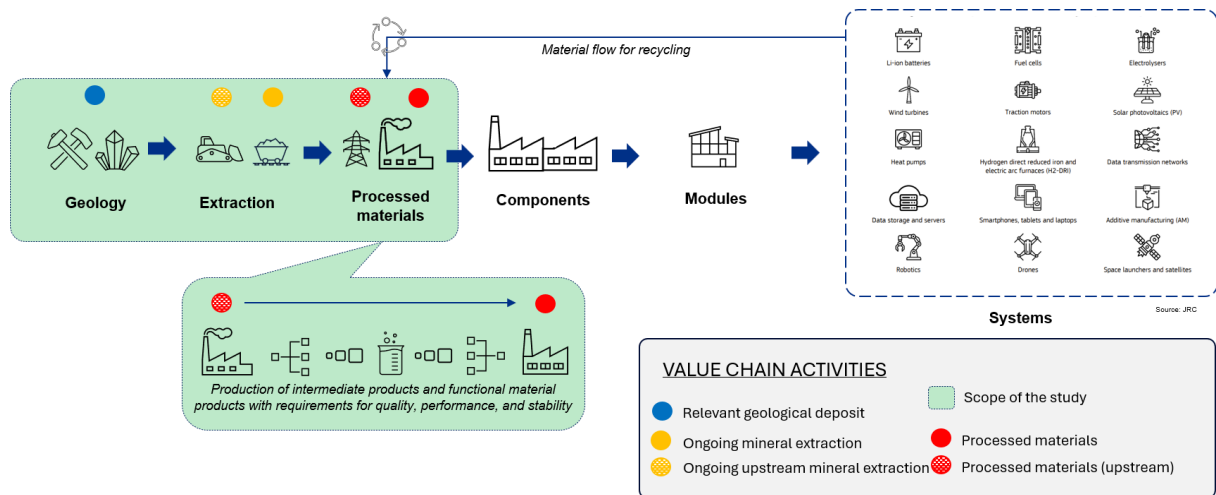 Material flow for recycling
Li-ion batteries
Fuel cells
Electrolysers
Wind turbines
Traction motors
Solar photovoltaics (PV)
Heat pumps
Hydrogen direct reduced iron and
electric arc furnaces (H2-DRI)
Data transmission networks
Data storage and servers
Smartphones, tablets and laptops
Additive manufacturing (AM)
Robotics
Drones
Space launchers and satellites
Source: JRC
Systems
Geology
Extraction
Processed
materials
Components
Modules
Production of intermediate products and functional material
products with requirements for quality, performance, and stability
VALUE CHAIN ACTIVITIES
Relevant geological deposit
Scope of the study
Ongoing mineral extraction
Processed materials
Ongoing upstream mineral extraction
Processed materials (upstream)